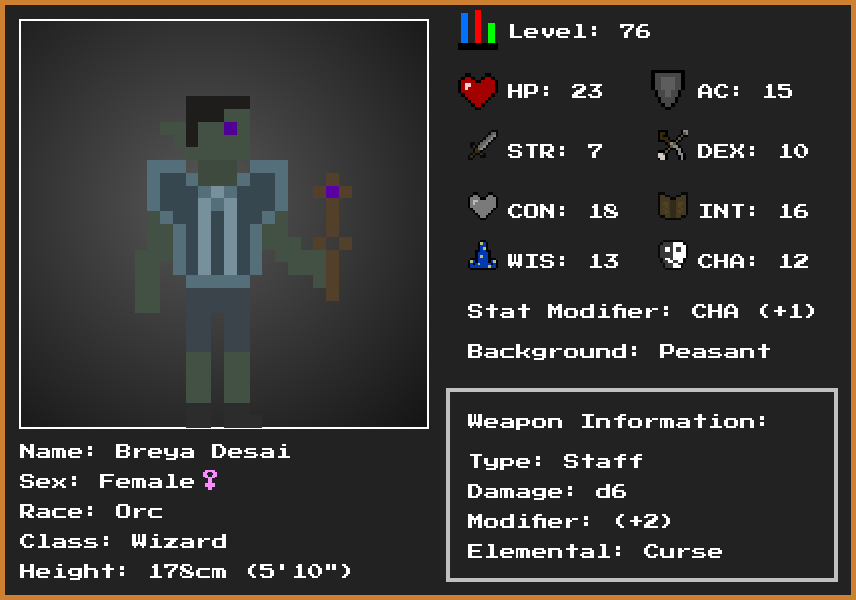 Level: 76
HP: 23 AC: 15
STR: 7 DEX: 10
CON: 18 INT: 16
WIS: 13 CHA: 12
Stat Modifier: CHA (+1)
Background: Peasant
Weapon Information:
Type: Staff
Damage: d6
Modifier: (+2)
Elemental: Curse
Name: Breya Desai
Sex: Female♀
Race: Orc
Class: Wizard
Height: 178cm (5'10")